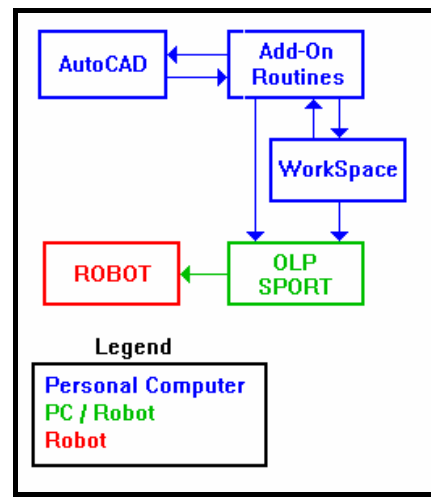 AutoCAD
Add-On
Routines
WorkSpace
ROBOT
OLP
SPORT
Legend
Personal Computer
PC / Robot
Robot